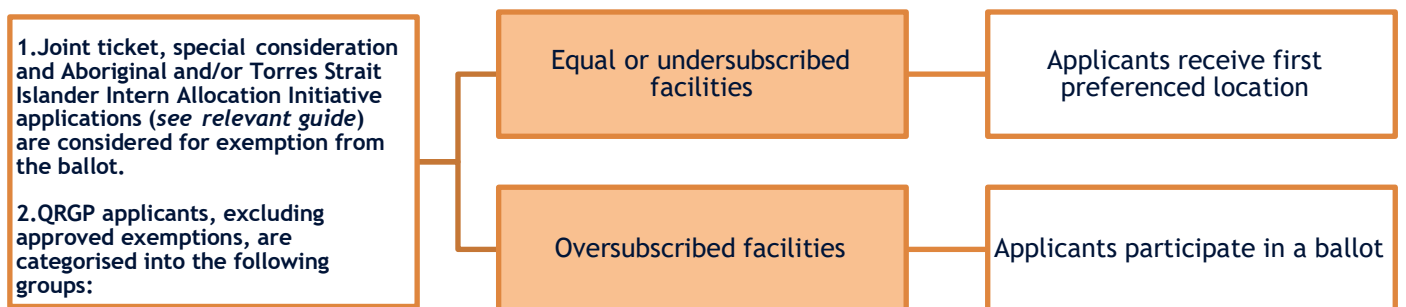 1.Joint ticket, special consideration
and Aboriginal and/or Torres Strait
Islander Intern Allocation Initiative
applications (see relevant guide)
are considered for exemption from
the ballot.
2.QRGP applicants, excluding
approved exemptions, are
categorised into the following
groups:
Equal or undersubscribed
facilities
Applicants receive first
preferenced location
Oversubscribed facilities
Applicants participate in a ballot